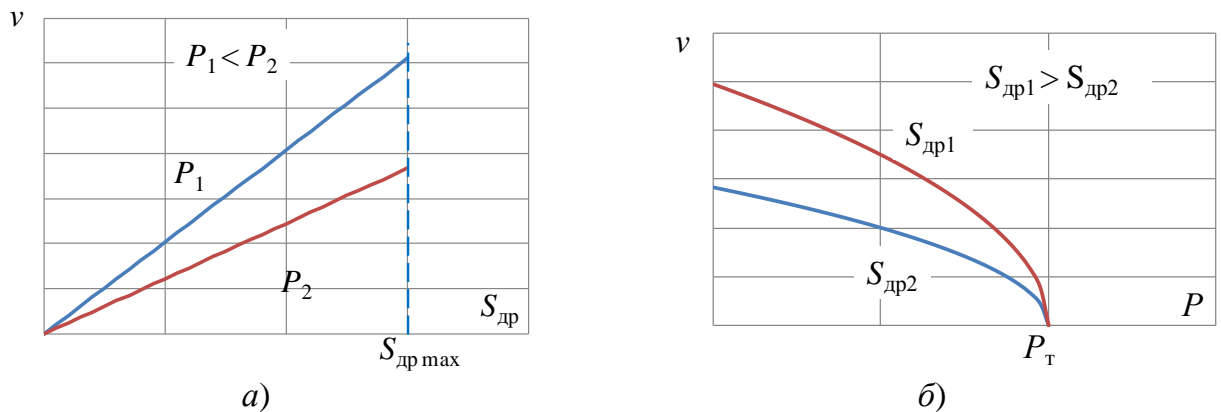 v
P₁ < P₂
P₁
P₂
Sдр
Sдр max
а)
v
Sдр1 > Sдр2
Sдр1
Sдр2
P
Pт
б)